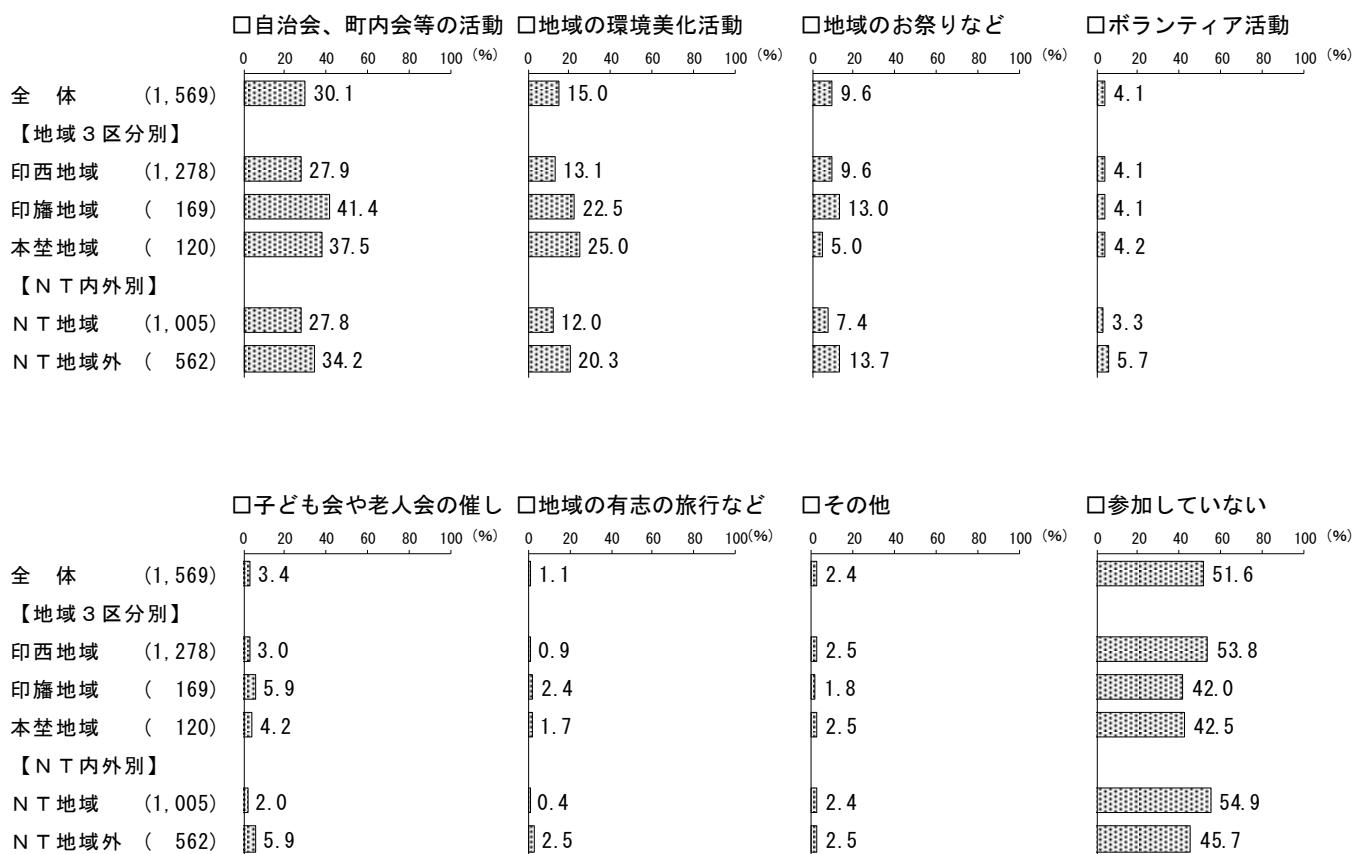 □自治会、町内会等の活動 □地域の環境美化活動 □地域のお祭りなど □ボランティア活動
0 20 40 60 80 100 (%) 0 20 40 60 80 100 (%) 0 20 40 60 80 100 (%) 0 20 40 60 80 100 (%)
全 体 (1,569) 30.1 15.0 9.6 4.1
【地域3区分別】
印西地域 (1,278) 27.9 13.1 9.6 4.1
印旛地域 ( 169) 41.4 22.5 13.0 4.1
本埜地域 ( 120) 37.5 25.0 5.0 4.2
【NT内外別】
NT地域 (1,005) 27.8 12.0 7.4 3.3
NT地域外 ( 562) 34.2 20.3 13.7 5.7
□子ども会や老人会の催し □地域の有志の旅行など □その他 □参加していない
0 20 40 60 80 100 (%) 0 20 40 60 80 100(%) 0 20 40 60 80 100 (%) 0 20 40 60 80 100 (%)
全 体 (1,569) 3.4 1.1 2.4 51.6
【地域3区分別】
印西地域 (1,278) 3.0 0.9 2.5 53.8
印旛地域 ( 169) 5.9 2.4 1.8 42.0
本埜地域 ( 120) 4.2 1.7 2.5 42.5
【NT内外別】
NT地域 (1,005) 2.0 0.4 2.4 54.9
NT地域外 ( 562) 5.9 2.5 2.5 45.7